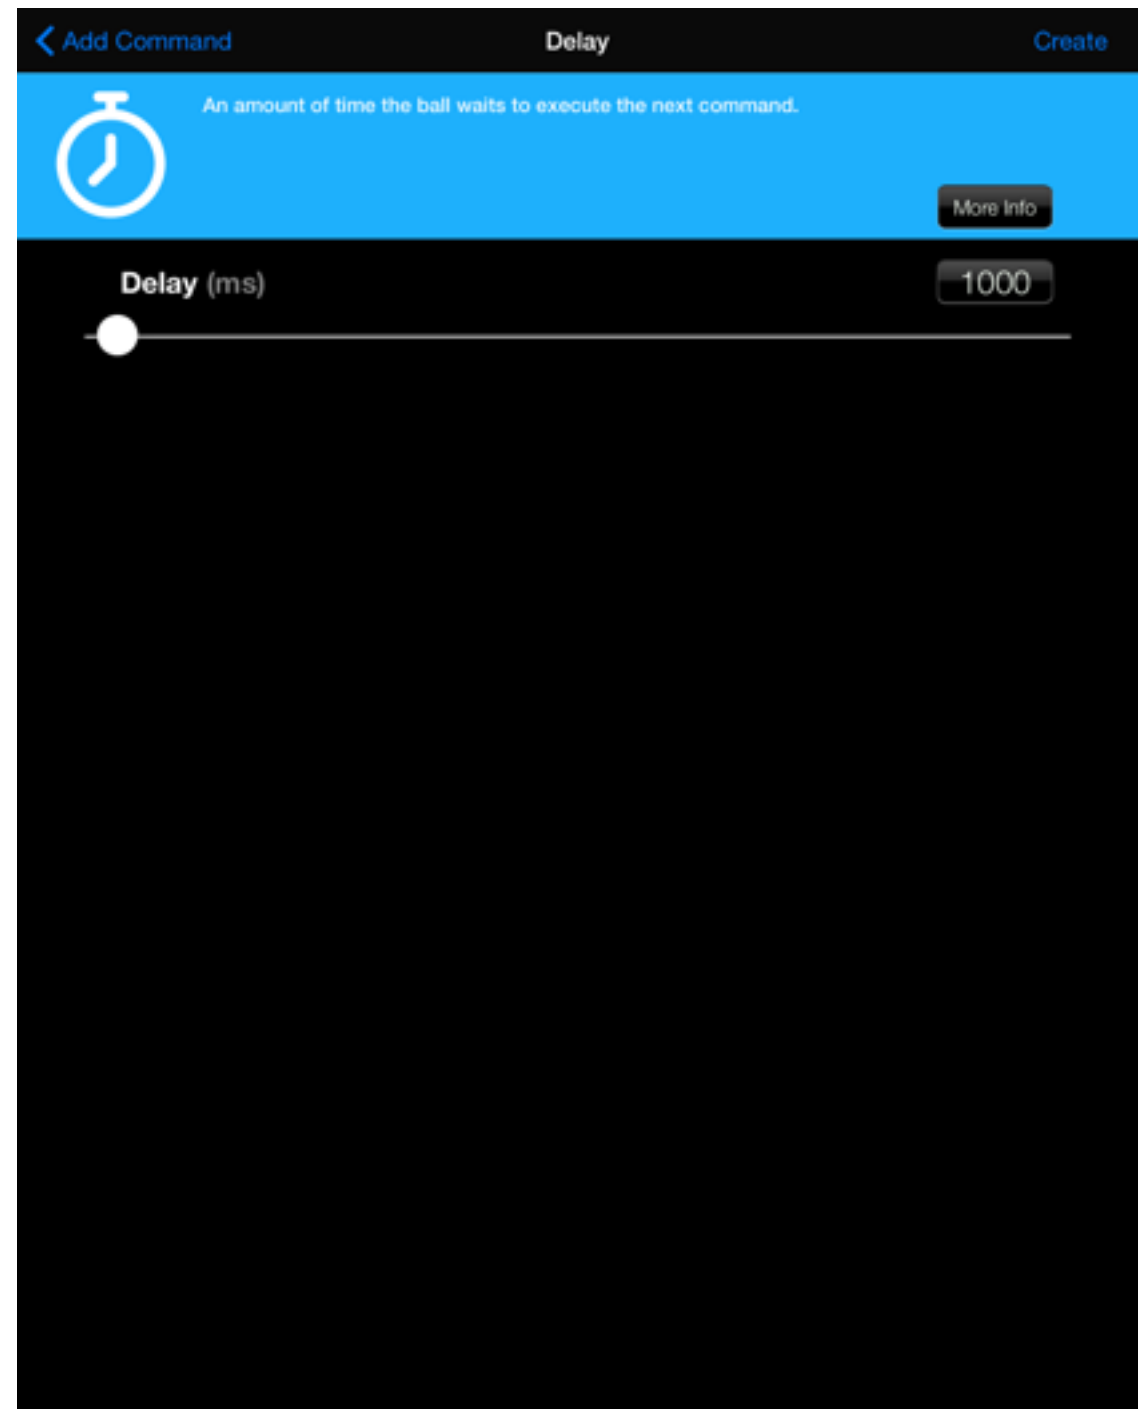 Add Command
Delay
Create
An amount of time the ball waits to execute the next command.
More Info
Delay (ms)
1000